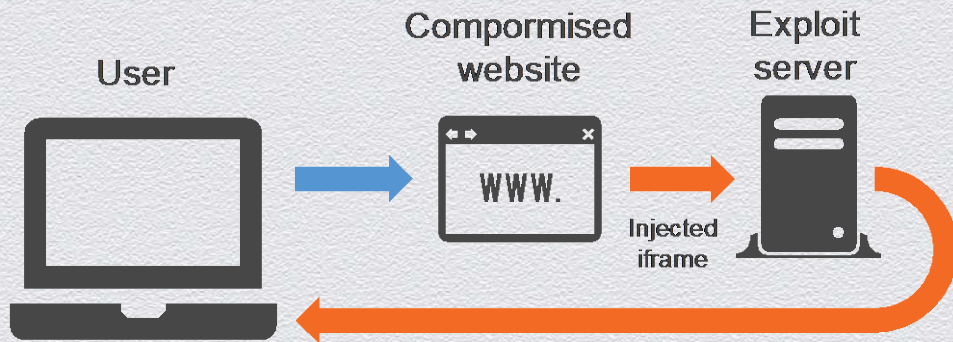 User
Compormised
website
Exploit
server
WWW.
Injected
iframe